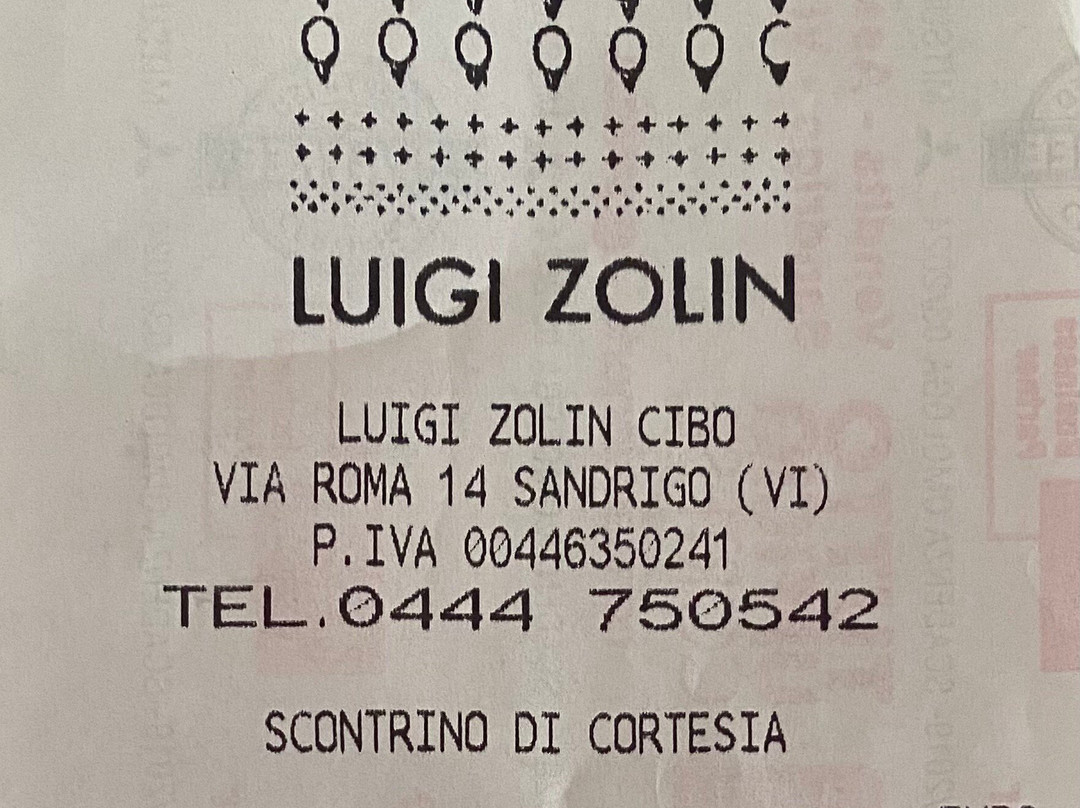 LUIGI ZOLIN
LUIGI ZOLIN CIBO
VIA ROMA 14 SANDRIGO (VI)
P.IVA 00446350241
TEL.0444 750542
SCONTRINO DI CORTESIA